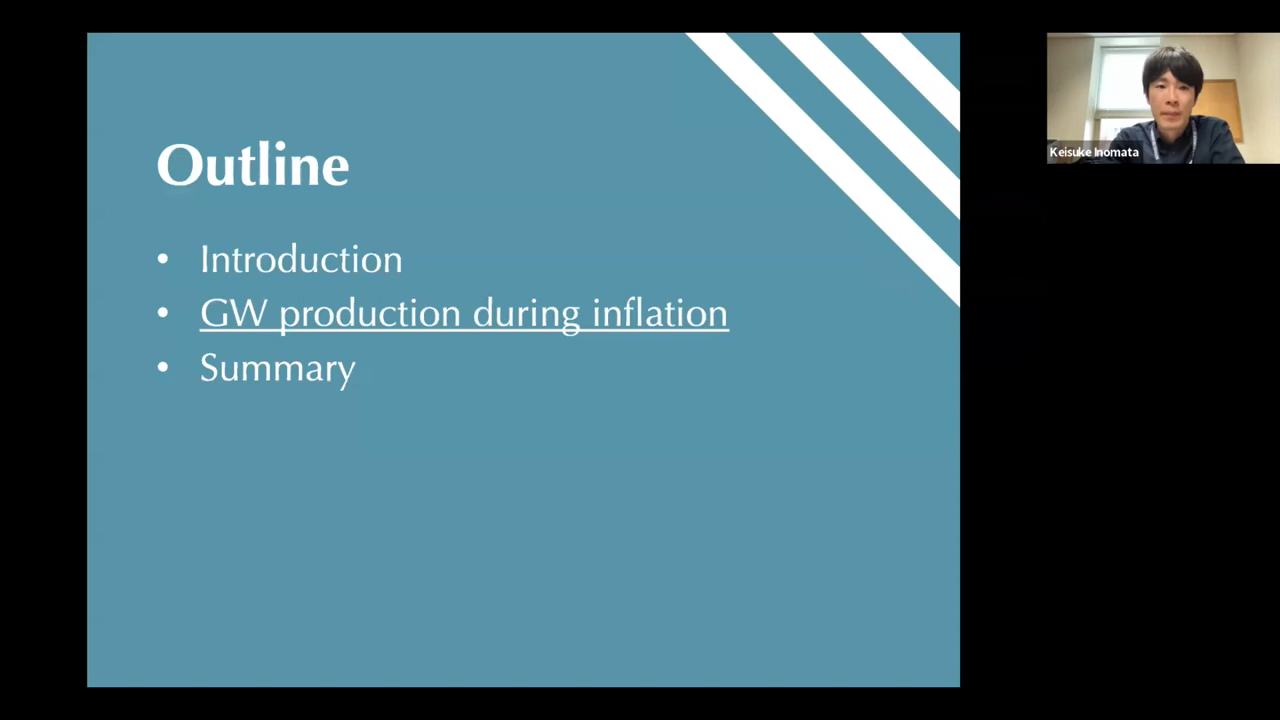 Outline
• Introduction
• GW production during inflation
• Summary
Keisuke Inomata